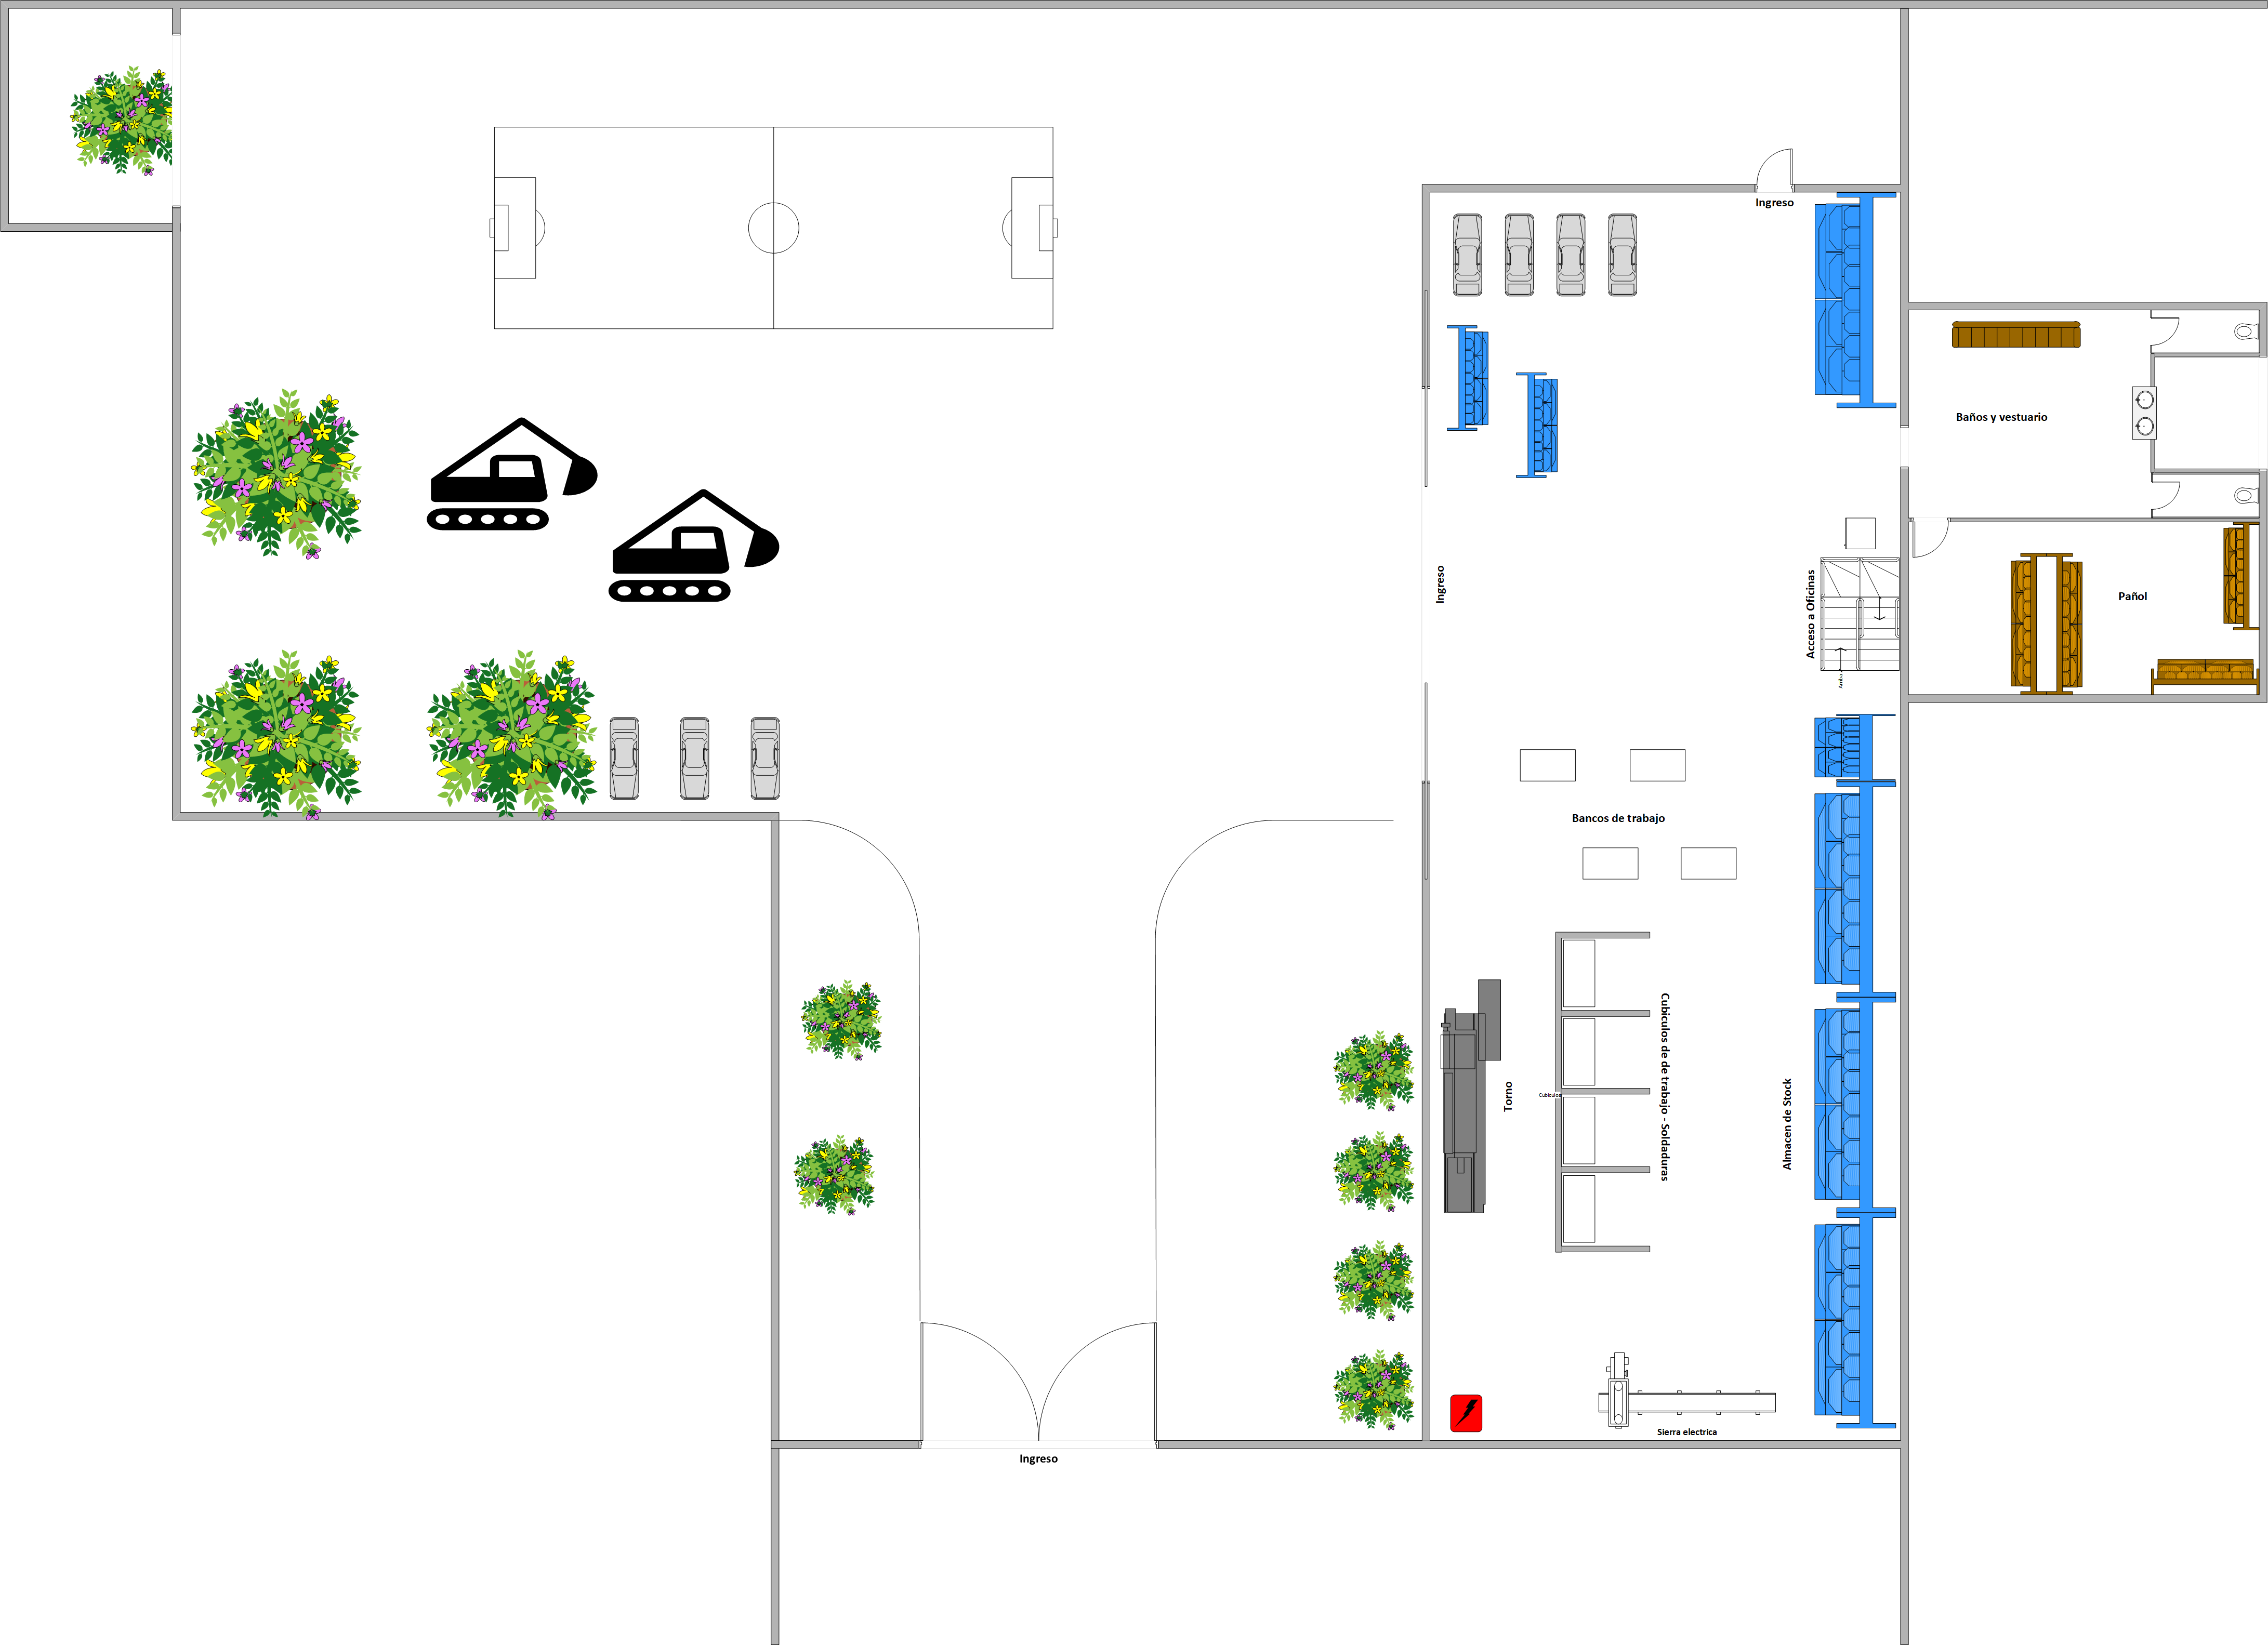 Ingreso
Baños y vestuario
Ingreso
Acceso a Oficinas
Pañol
Arriba
Bancos de trabajo
Cubiculos de de trabajo - Soldaduras
Torno
Cubiculos
Almacen de Stock
Sierra electrica
Ingreso